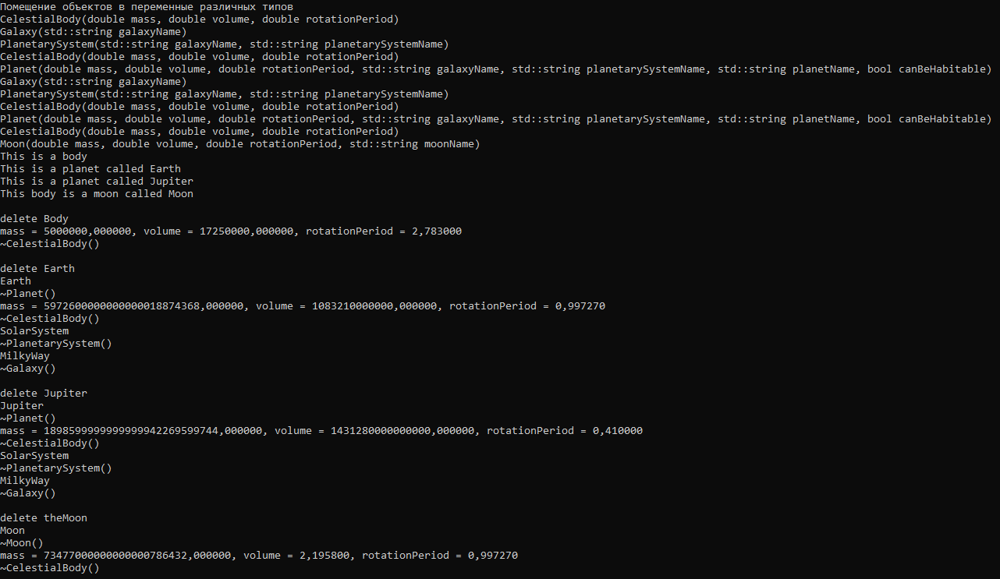 Помещение объектов в переменные различных типов
CelestialBody(double mass, double volume, double rotationPeriod)
Galaxy(std::string galaxyName)
PlanetarySystem(std::string galaxyName, std::string planetarySystemName)
CelestialBody(double mass, double volume, double rotationPeriod)
Planet(double mass, double volume, double rotationPeriod, std::string galaxyName, std::string planetarySystemName, std::string planetName, bool canBeHabitable)
Galaxy(std::string galaxyName)
PlanetarySystem(std::string galaxyName, std::string planetarySystemName)
CelestialBody(double mass, double volume, double rotationPeriod)
Planet(double mass, double volume, double rotationPeriod, std::string galaxyName, std::string planetarySystemName, std::string planetName, bool canBeHabitable)
CelestialBody(double mass, double volume, double rotationPeriod)
Moon(double mass, double volume, double rotationPeriod, std::string moonName)
This is a body
This is a planet called Earth
This is a planet called Jupiter
This body is a moon called Moon
delete Body
mass = 5000000,000000, volume = 17250000,000000, rotationPeriod = 2,783000
~CelestialBody()
delete Earth
Earth
~Planet()
mass = 5972600000000000018874368,000000, volume = 1083210000000,000000, rotationPeriod = 0,997270
~CelestialBody()
SolarSystem
~PlanetarySystem()
MilkyWay
~Galaxy()
delete Jupiter
Jupiter
~Planet()
mass = 1898599999999999942269599744,000000, volume = 1431280000000000,000000, rotationPeriod = 0,410000
~CelestialBody()
SolarSystem
~PlanetarySystem()
MilkyWay
~Galaxy()
delete theMoon
Moon
~Moon()
mass = 73477000000000000786432,000000, volume = 2,195800, rotationPeriod = 0,997270
~CelestialBody()